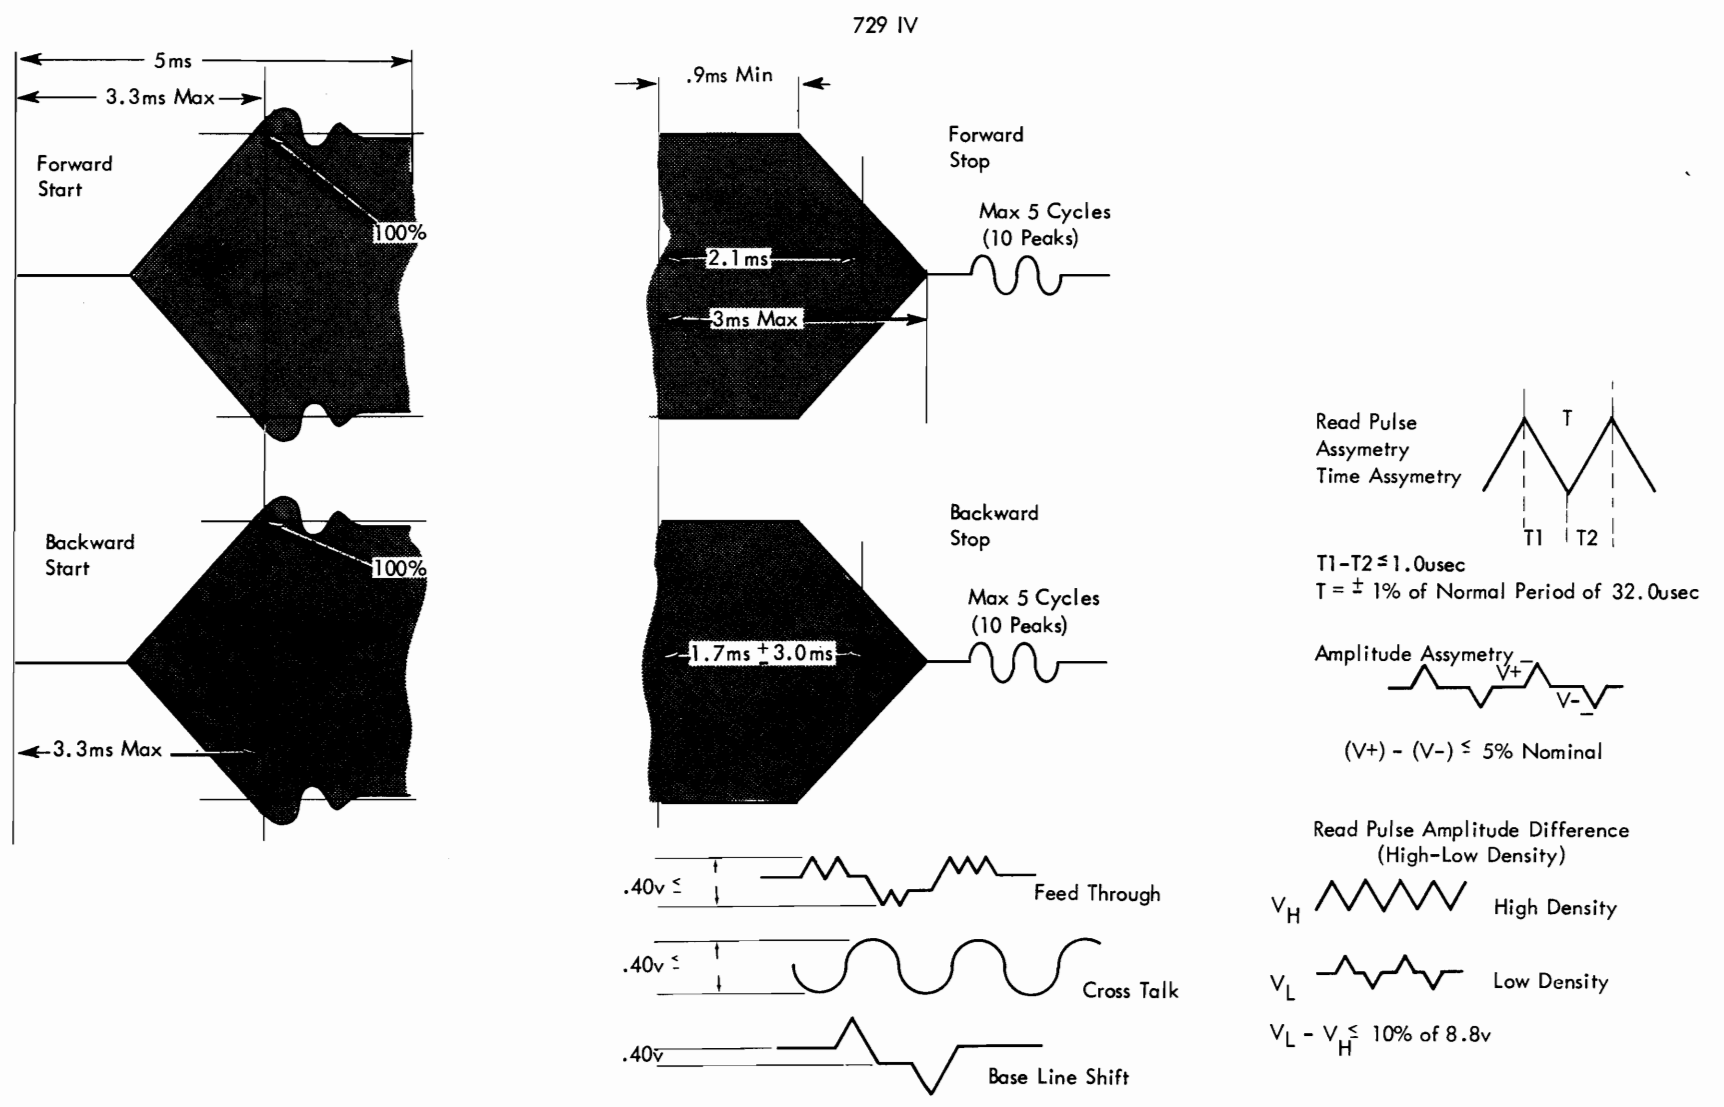 729 IV
5ms
3.3ms Max
Forward
Start
100%
.9ms Min
Forward
Stop
Max 5 Cycles
(10 Peaks)
2.1ms
3ms Max
Backward
Start
100%
3.3ms Max
Backward
Stop
Max 5 Cycles
(10 Peaks)
1.7ms ± 3.0ms
.40v ≤
Feed Through
.40v ≤
Cross Talk
.40v
Base Line Shift
Read Pulse
Assymetry
Time Assymetry
T
T1 T2
T1-T2 ≤ 1.0usec
T = ± 1% of Normal Period of 32.0usec
Amplitude Assymetry
V+
V-
(V+) - (V-) ≤ 5% Nominal
Read Pulse Amplitude Difference
(High-Low Density)
VH
High Density
VL
Low Density
VL - VH ≤ 10% of 8.8v